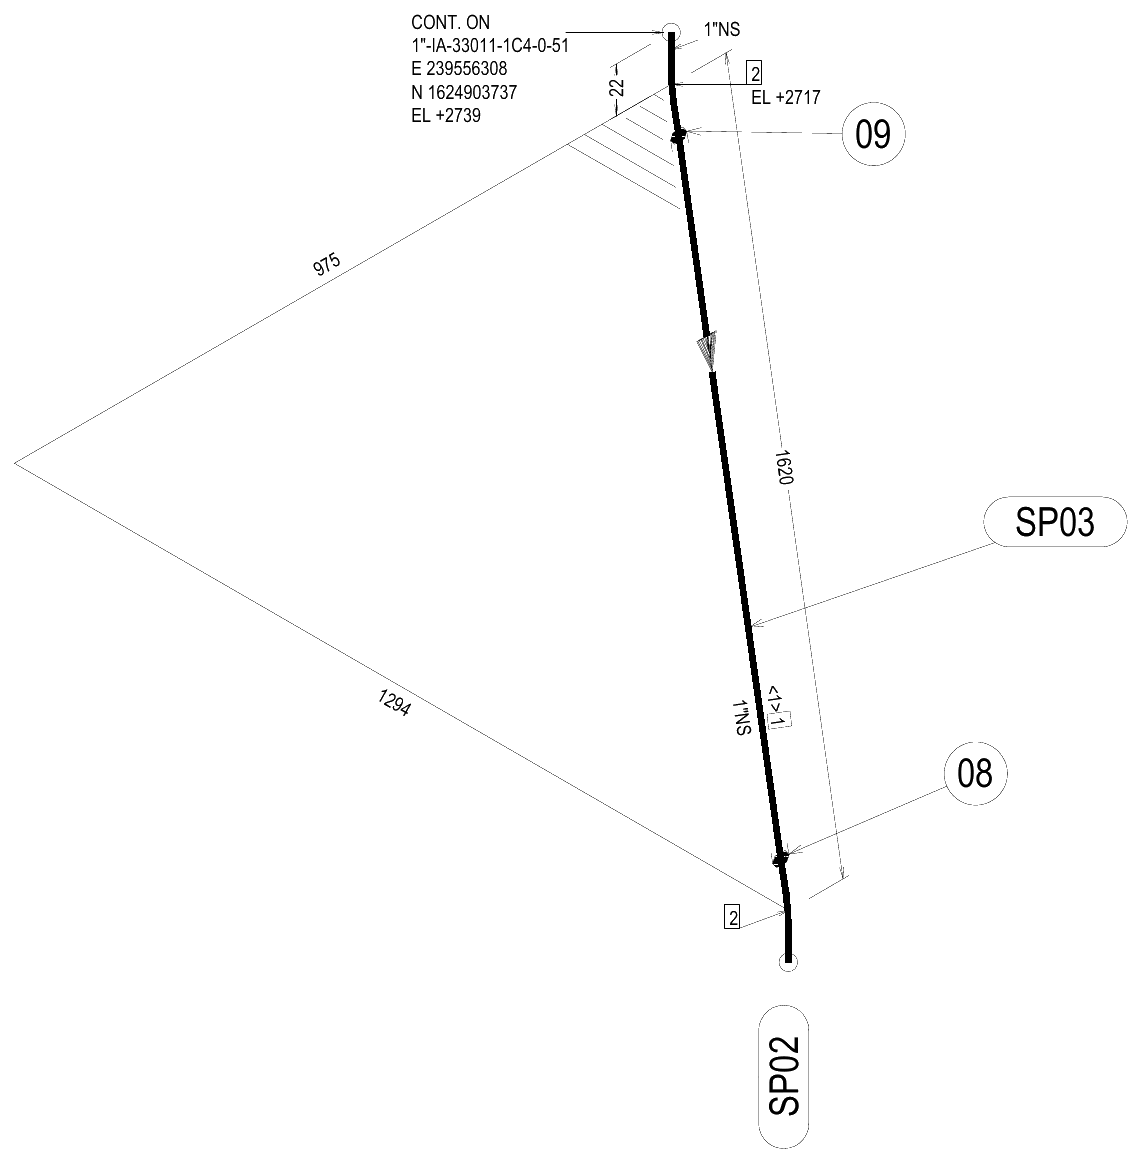 CONT. ON
1"-IA-33011-1C4-0-51
E 239556308
N 1624903737
EL +2739
1"NS
22
2
EL +2717
09
975
1620
SP03
1294
<1>
1
1"NS
08
2
SP02